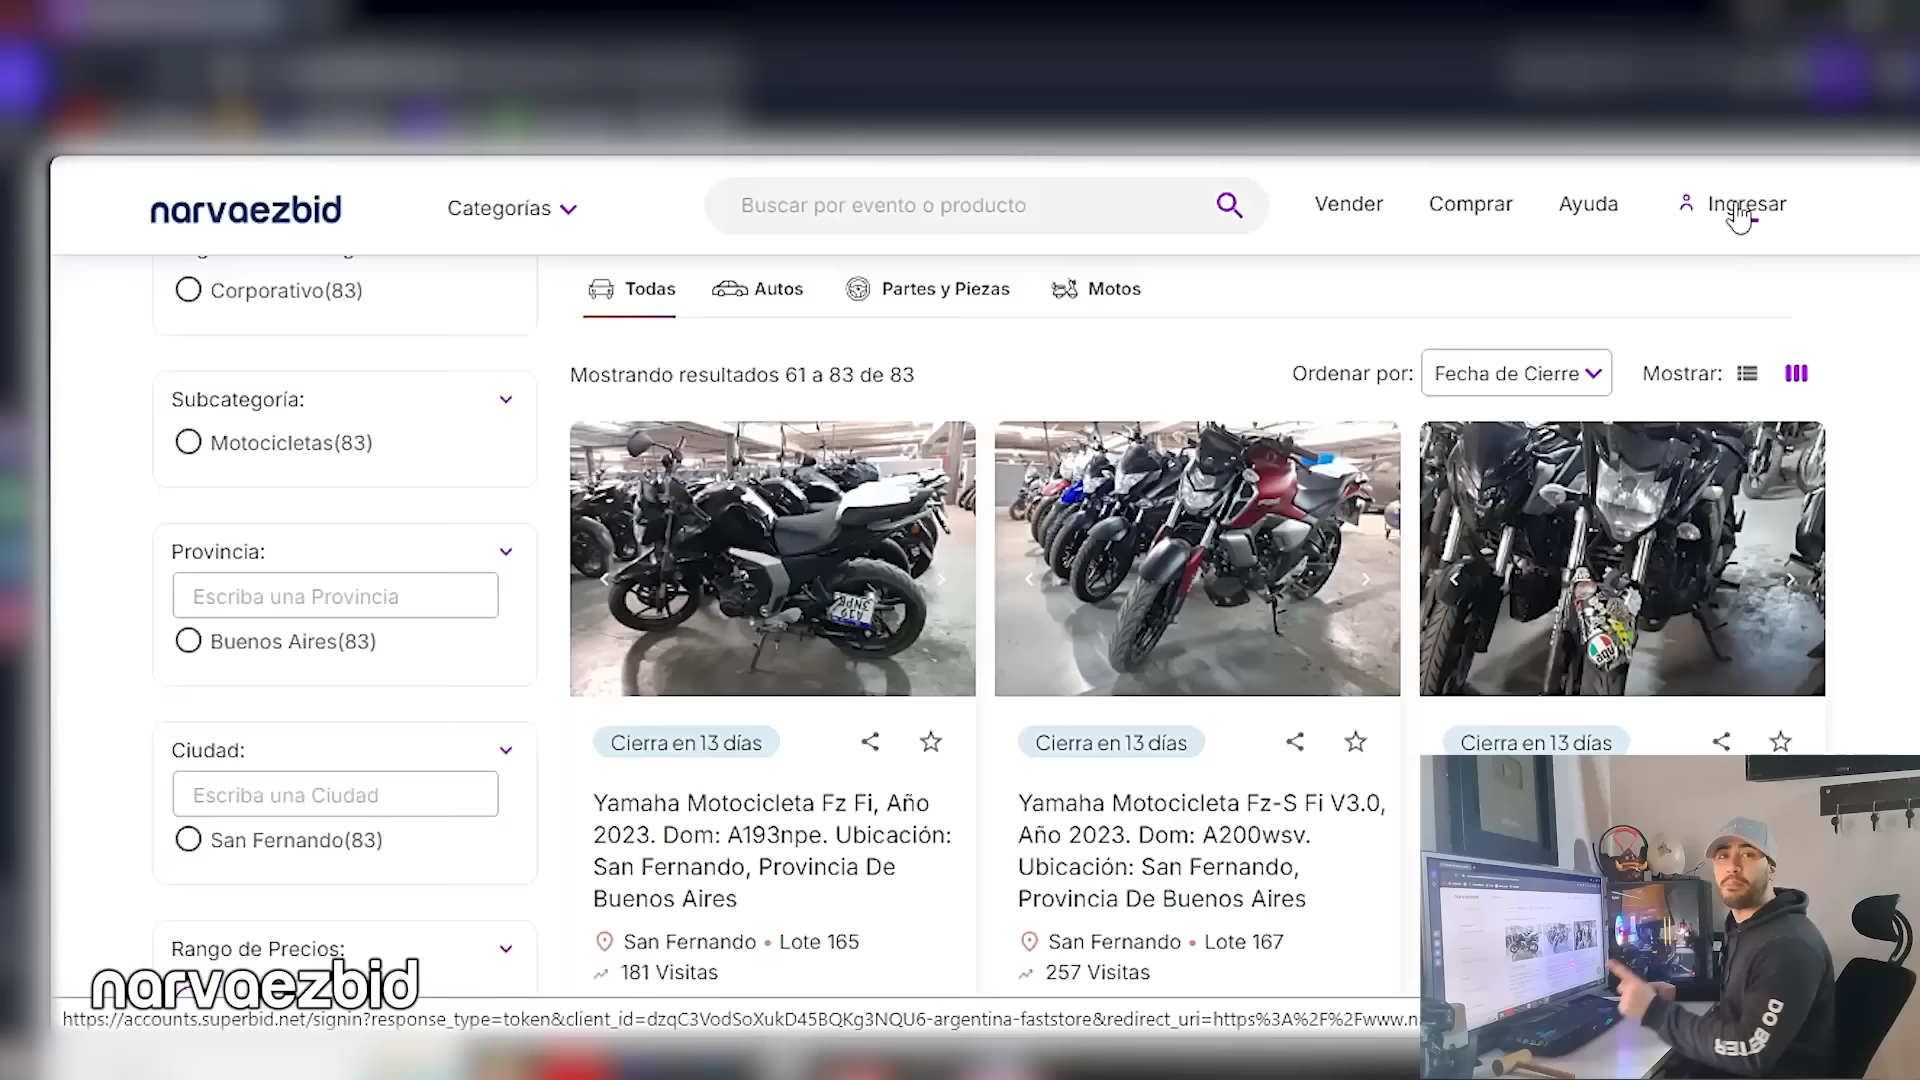 narvaezbid
Categorías
Buscar por evento o producto
Vender
Comprar
Ayuda
Ingresar
Corporativo(83)
Todas
Autos
Partes y Piezas
Motos
Mostrando resultados 61 a 83 de 83
Ordenar por:
Fecha de Cierre
Mostrar:
Subcategoría:
Motocicletas(83)
Provincia:
Escriba una Provincia
Buenos Aires(83)
Ciudad:
Escriba una Ciudad
San Fernando(83)
Rango de Precios:
Cierra en 13 días
Yamaha Motocicleta Fz Fi, Año
2023. Dom: A193npe. Ubicación:
San Fernando, Provincia De
Buenos Aires
San Fernando • Lote 165
181 Visitas
Cierra en 13 días
Yamaha Motocicleta Fz-S Fi V3.0,
Año 2023. Dom: A200wsv.
Ubicación: San Fernando,
Provincia De Buenos Aires
San Fernando • Lote 167
257 Visitas
Cierra en 13 días
narvaezbid
https://accounts.superbid.net/signin?response_type=token&client_id=dzqC3VodSoXukD45BQKg3NQU6-argentina-faststore&redirect_uri=https%3A%2F%2Fwww.n
DO BETTER